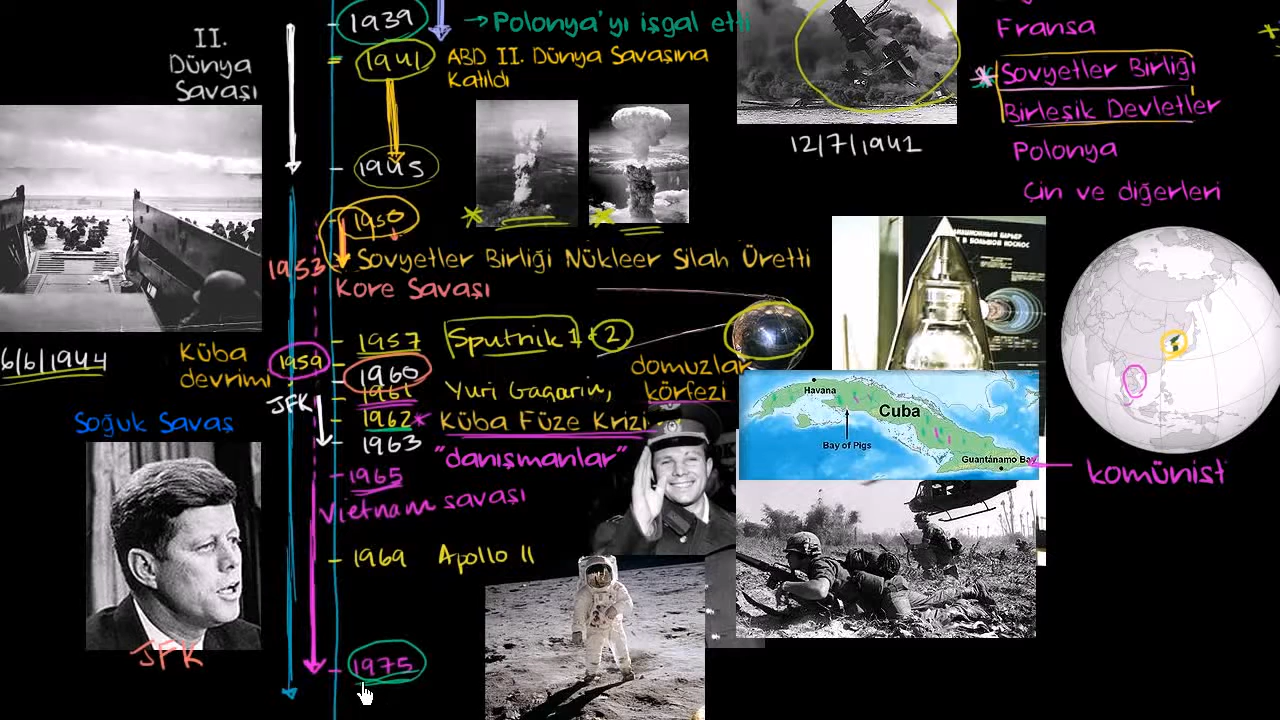 II.
Dünya
Savaşı
1939
→ Polonya'yı işgal etti
1941
ABD II. Dünya Savaşına
Katıldı
1945
1950
1953
Sovyetler Birliği Nükleer Silah Üretti
Kore Savaşı
6/6/1944
Küba
devrimi
1957
Sputnik 1 + 2
1959
1960
domuzlar
körfezi
1961
Yuri Gagarin,
JFK
1962*
Küba Füze Krizi
1963
"danışmanlar"
Soğuk Savaş
1965
Vietnam savaşı
1969
Apollo 11
JFK
1975
12/7/1941
Fransa
* Sovyetler Birliği
Birleşik Devletler
Polonya
Çin ve diğerleri
Havana
Cuba
Bay of Pigs
Guantánamo Bay
komünist